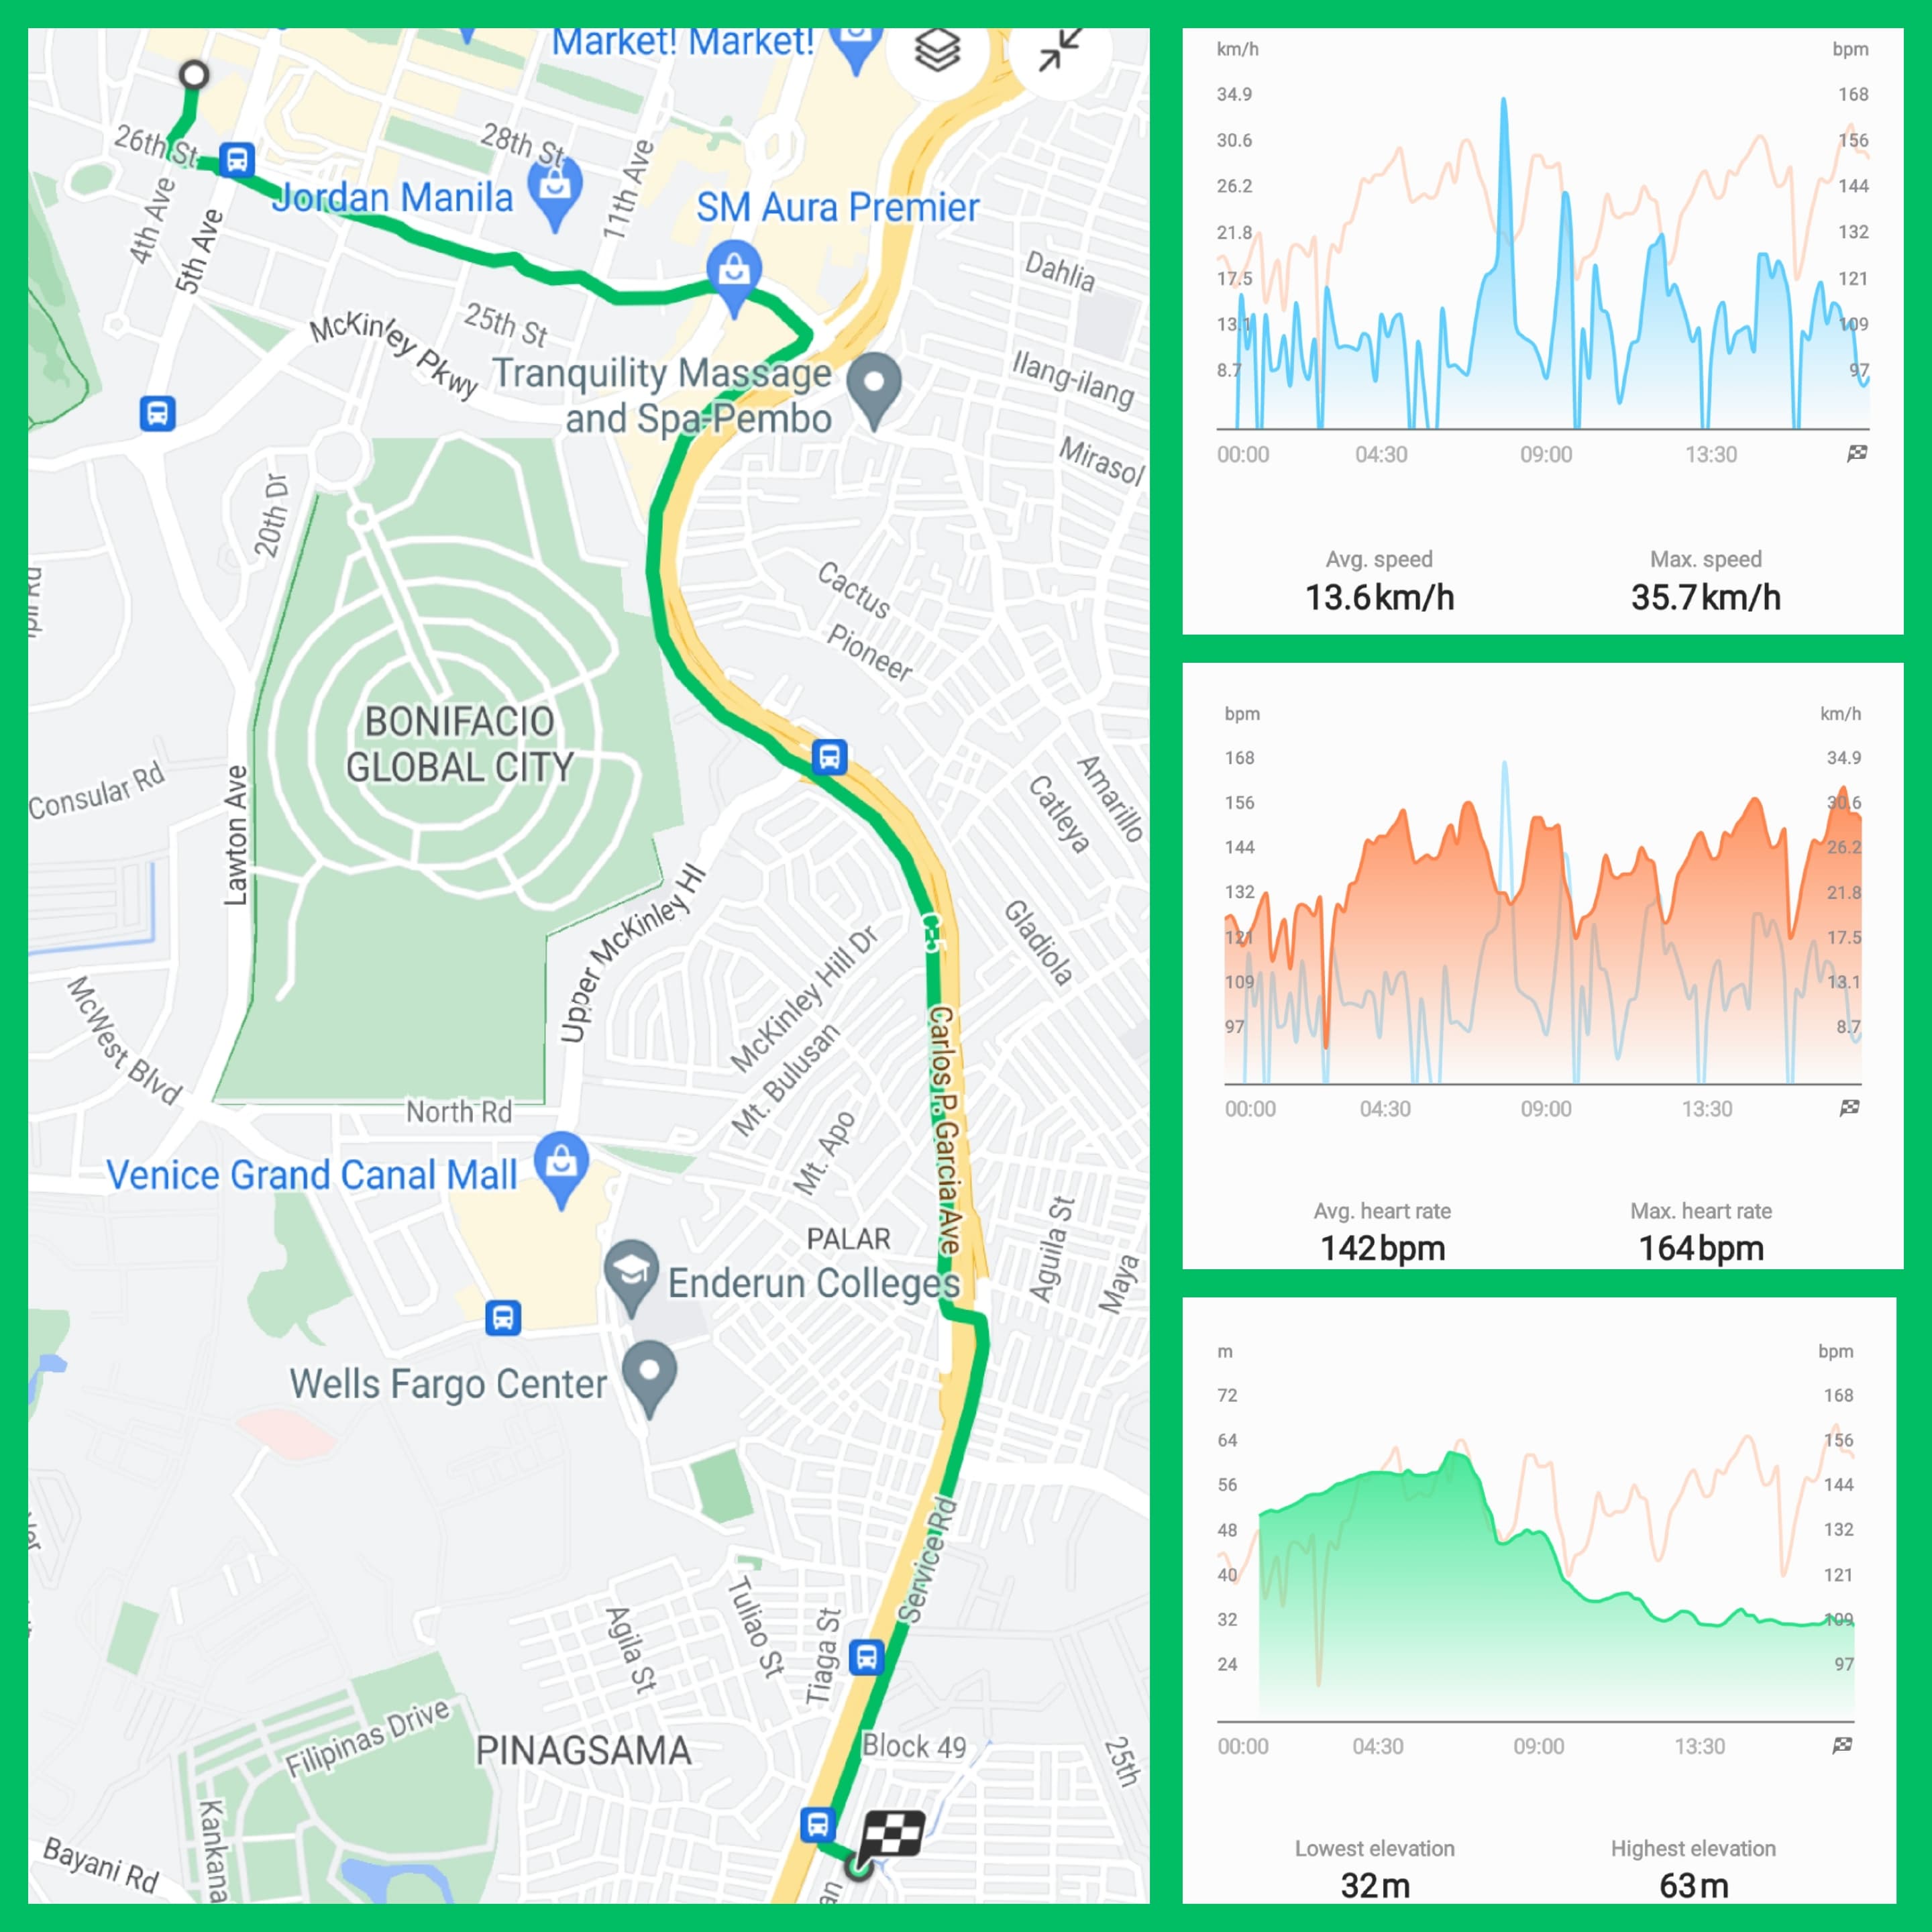 Market! Market!
26th St
28th St
Jordan Manila
11th Ave
SM Aura Premier
4th Ave
5th Ave
Dahlia
25th St
McKinley Pkwy
Tranquility Massage
and Spa-Pembo
Ilang-ilang
Mirasol
20th Dr
Cactus
Pioneer
BONIFACIO
GLOBAL CITY
Consular Rd
Lawton Ave
Amarillo
Catleya
Upper McKinley Hl
Gladiola
C-5
McKinley Hill Dr
McWest Blvd
Mt. Bulusan
Carlos P. Garcia Ave
North Rd
Mt. Apo
Venice Grand Canal Mall
PALAR
Aguila St
Maya
Enderun Colleges
Wells Fargo Center
Service Rd
Agila St
Tuliao St
Tiaga St
Filipinas Drive
PINAGSAMA
Block 49
25th
Kankana
Bayani Rd
km/h bpm
34.9 168
30.6 156
26.2 144
21.8 132
17.5 121
13.1 109
8.7 97
00:00 04:30 09:00 13:30
Avg. speed Max. speed
13.6 km/h 35.7 km/h
bpm km/h
168 34.9
156 30.6
144 26.2
132 21.8
121 17.5
109 13.1
97 8.7
00:00 04:30 09:00 13:30
Avg. heart rate Max. heart rate
142 bpm 164 bpm
m bpm
72 168
64 156
56 144
48 132
40 121
32 109
24 97
00:00 04:30 09:00 13:30
Lowest elevation Highest elevation
32 m 63 m